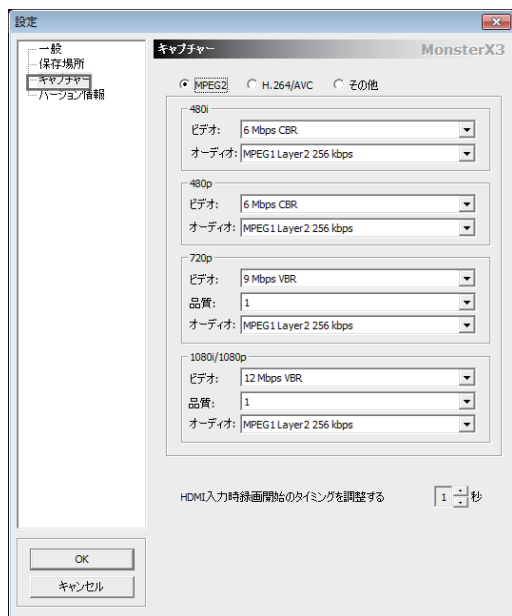 設定
一般
保存場所
キャプチャー
バージョン情報
キャプチャー MonsterX3
MPEG2 H.264/AVC その他
480i
ビデオ: 6 Mbps CBR
オーディオ: MPEG1 Layer2 256 kbps
480p
ビデオ: 6 Mbps CBR
オーディオ: MPEG1 Layer2 256 kbps
720p
ビデオ: 9 Mbps VBR
品質: 1
オーディオ: MPEG1 Layer2 256 kbps
1080i/1080p
ビデオ: 12 Mbps VBR
品質: 1
オーディオ: MPEG1 Layer2 256 kbps
HDMI入力時録画開始のタイミングを調整する 1 秒
OK
キャンセル